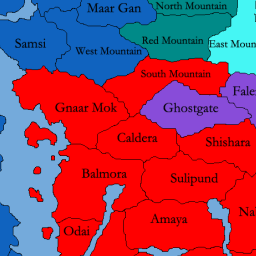 Maar Gan
North Mountain
Samsi
West Mountain
Red Mountain
East Mou
South Mountain
Gnaar Mok
Ghostgate
Fale
Caldera
Shishara
Balmora
Sulipund
Odai
Amaya
Na